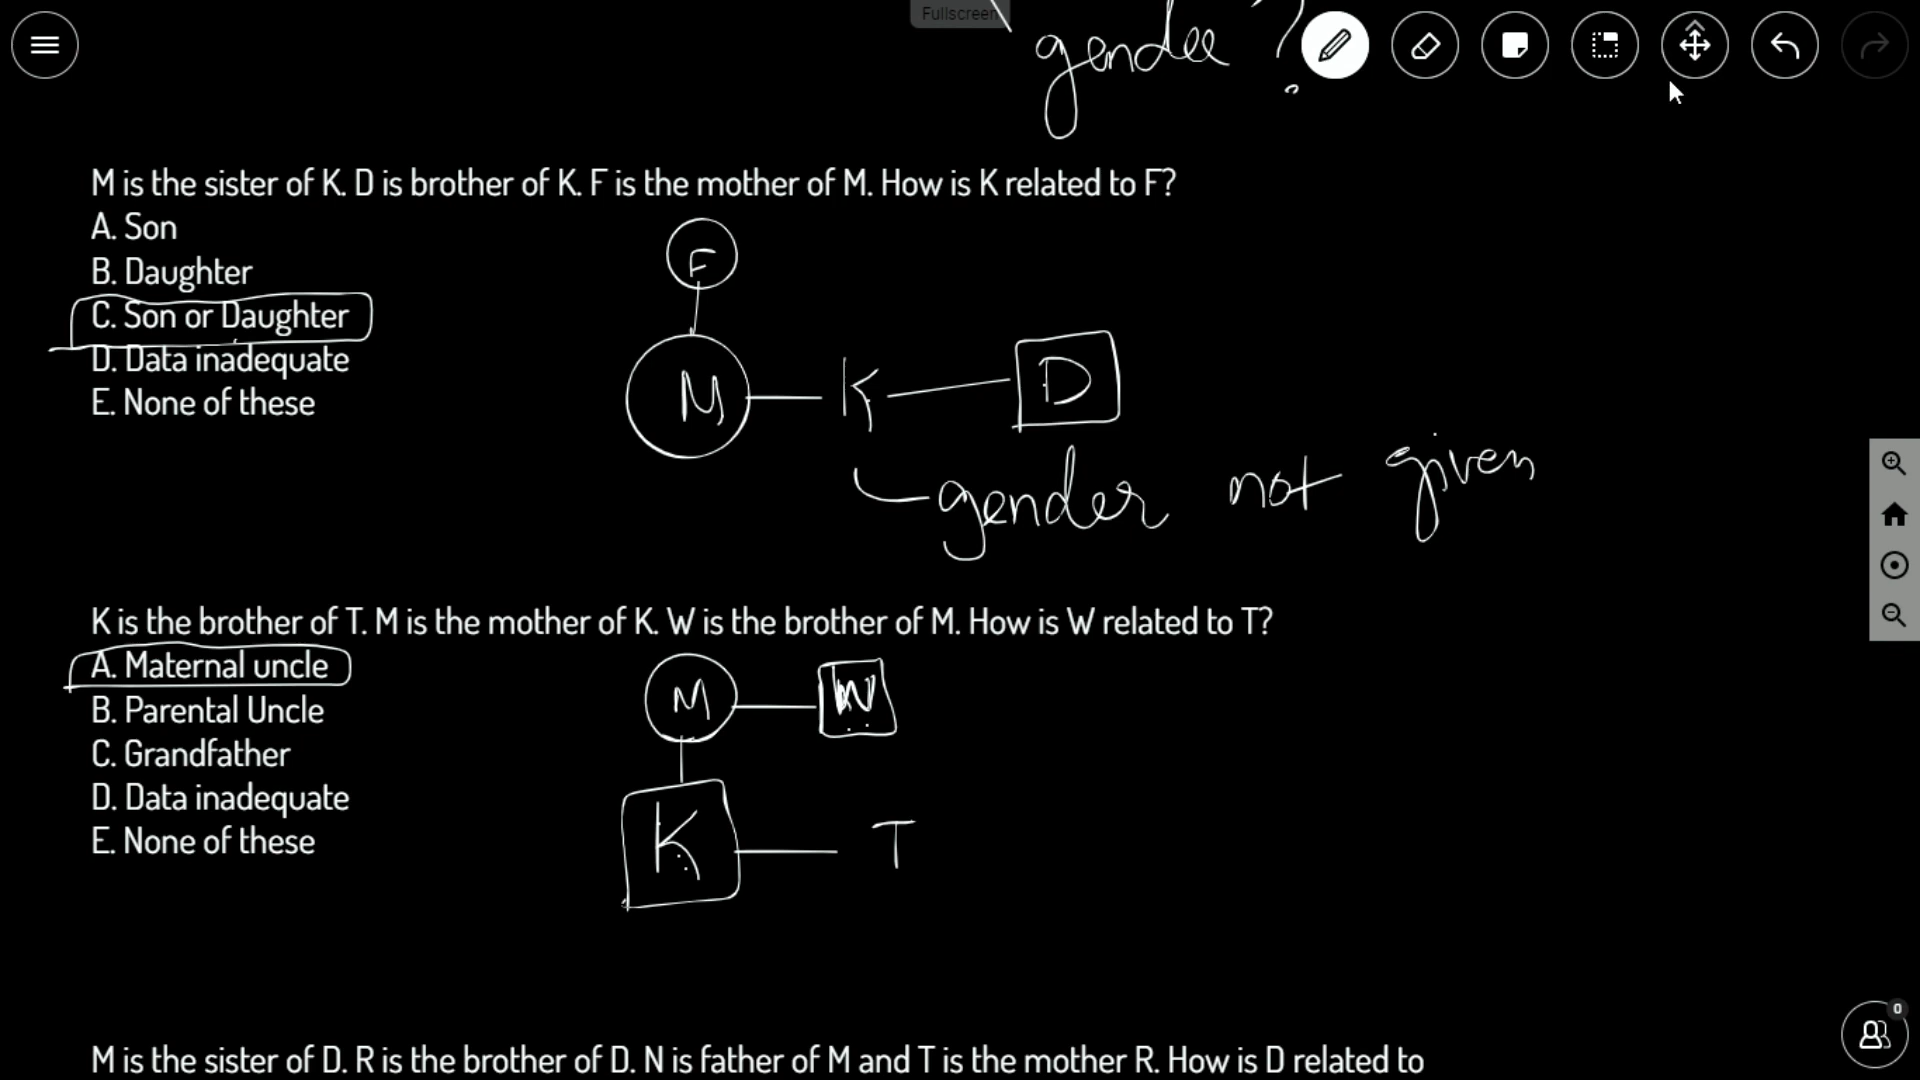 Fullscreen
gender ?
M is the sister of K. D is brother of K. F is the mother of M. How is K related to F?
A. Son
B. Daughter
C. Son or Daughter
D. Data inadequate
E. None of these
F
M K D
gender not given
K is the brother of T. M is the mother of K. W is the brother of M. How is W related to T?
A. Maternal uncle
B. Parental Uncle
C. Grandfather
D. Data inadequate
E. None of these
M W
K T
M is the sister of D. R is the brother of D. N is father of M and T is the mother R. How is D related to
0